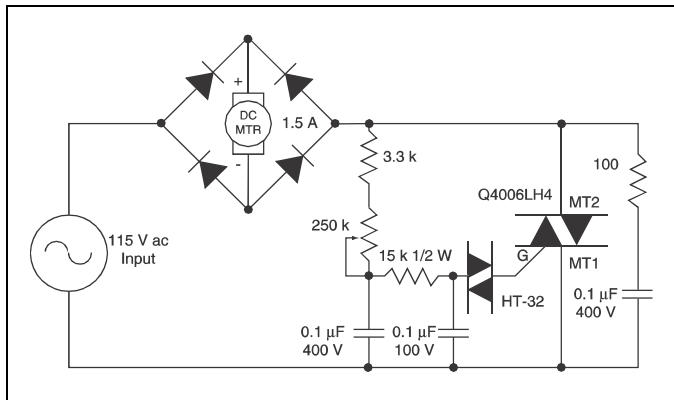 +
DC
MTR
1.5 A
-
3.3 k
100
Q4006LH4
MT2
250 k
15 k 1/2 W
G
MT1
115 V ac
Input
HT-32
0.1 µF
400 V
0.1 µF
400 V
0.1 µF
100 V